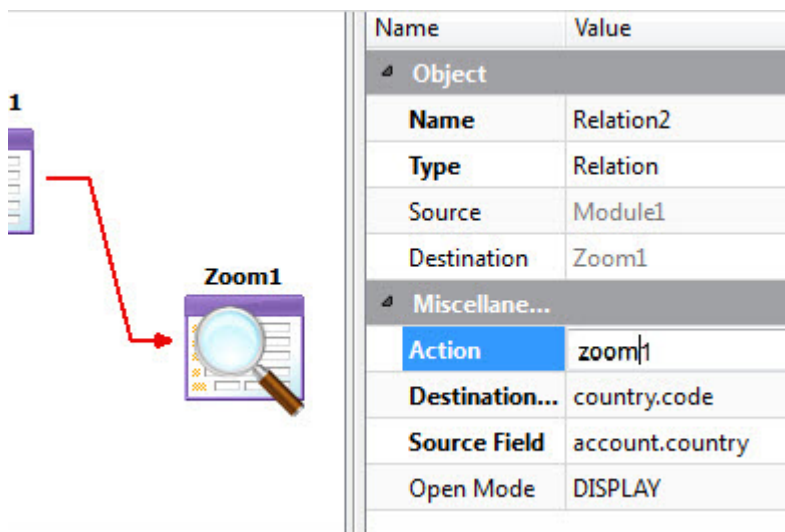 1
Zoom1
Name Value
Object
Name Relation2
Type Relation
Source Module1
Destination Zoom1
Miscellane...
Action zoom1
Destination... country.code
Source Field account.country
Open Mode DISPLAY